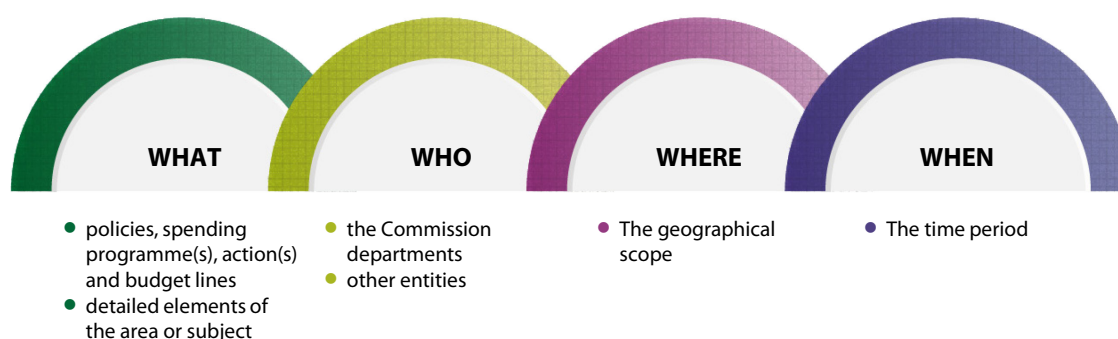 WHAT
WHO
WHERE
WHEN
policies, spending
programme(s), action(s)
and budget lines
detailed elements of
the area or subject
the Commission
departments
other entities
The geographical
scope
The time period